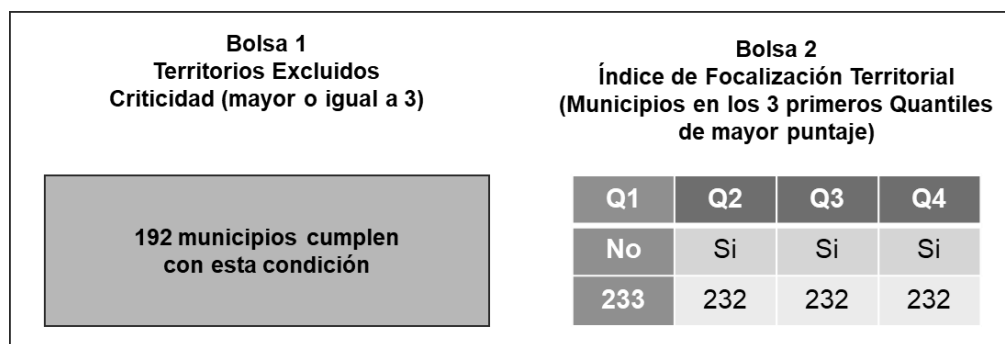 Bolsa 1
Territorios Excluidos
Criticidad (mayor o igual a 3)
192 municipios cumplen
con esta condición
Bolsa 2
Índice de Focalización Territorial
(Municipios en los 3 primeros Quantiles
de mayor puntaje)
Q1 Q2 Q3 Q4
No Si Si Si
233 232 232 232